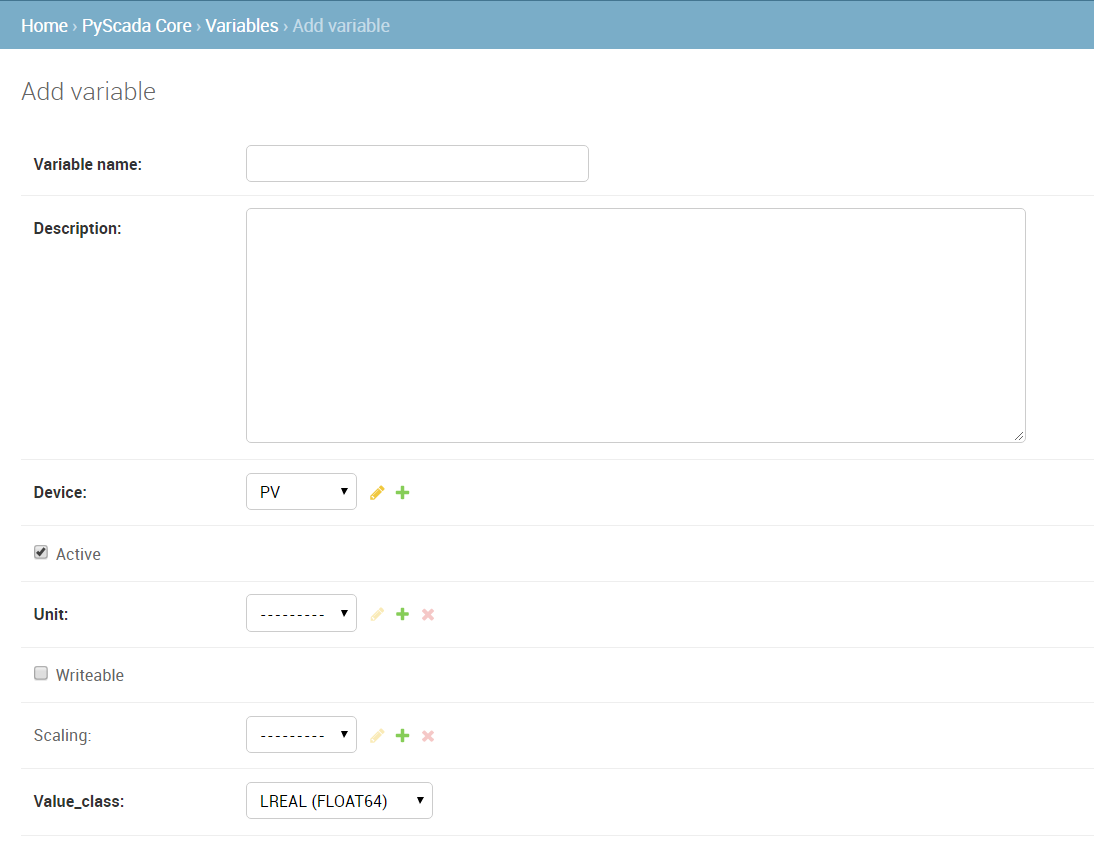 Home › PyScada Core › Variables › Add variable
Add variable
Variable name:
Description:
Device: PV
Active
Unit: ---------
Writeable
Scaling: ---------
Value_class: LREAL (FLOAT64)